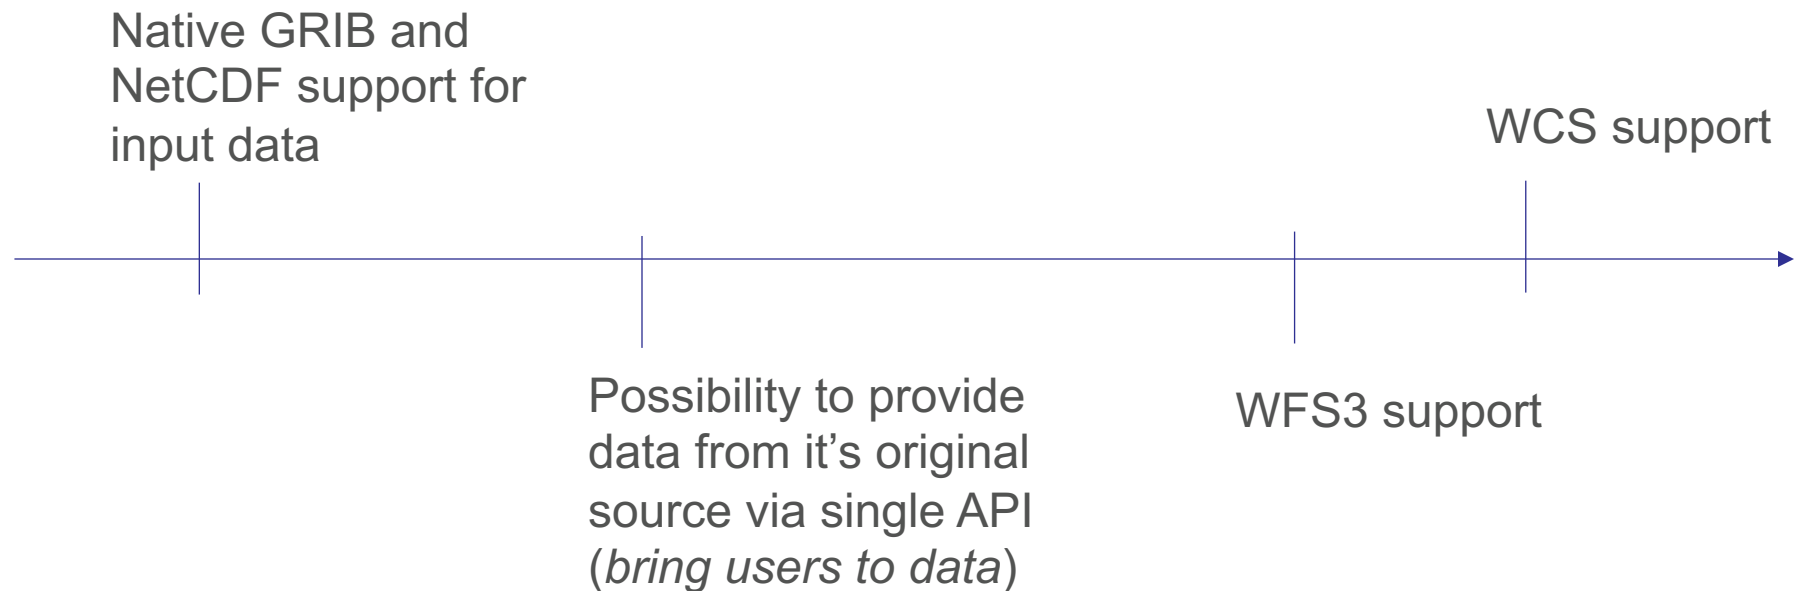 Native GRIB and
NetCDF support for
input data
WCS support
Possibility to provide
data from it’s original
source via single API
(bring users to data)
WFS3 support